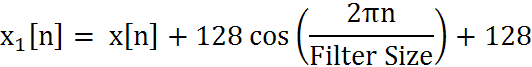 x₁[n] = x[n] + 128 cos(2πn / Filter Size) + 128